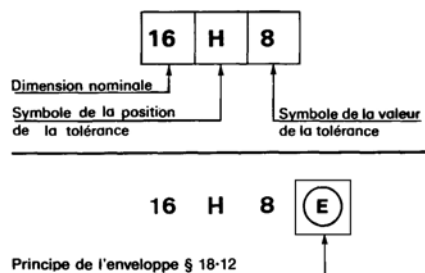 16 H 8
Dimension nominale
Symbole de la position
de la tolérance
Symbole de la valeur
de la tolérance
16 H 8 E
Principe de l'enveloppe § 18-12